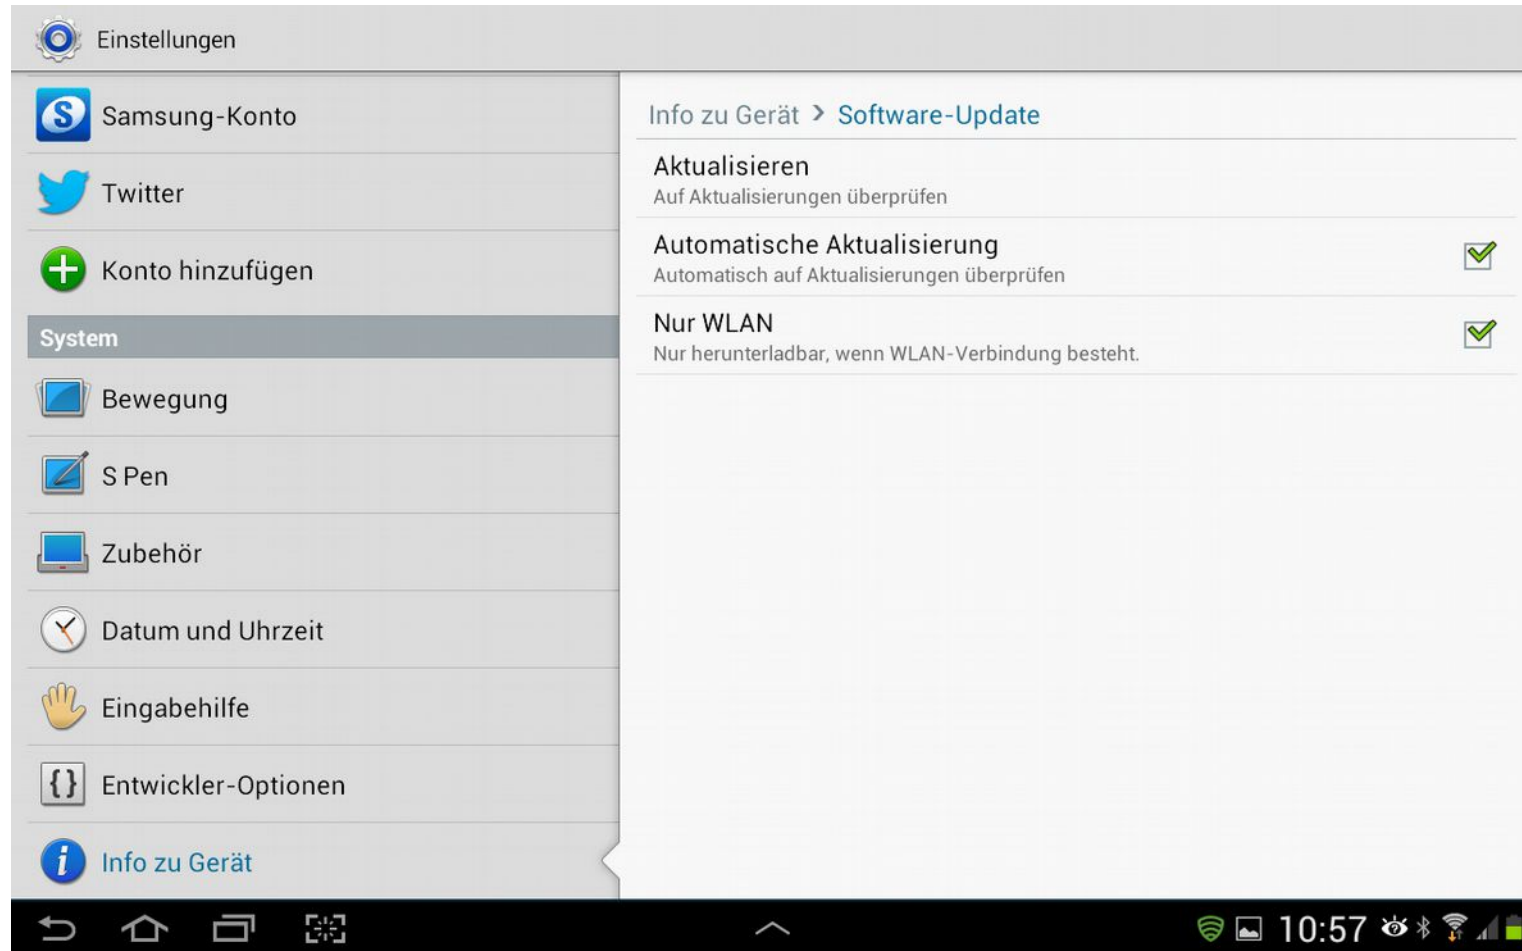 Einstellungen
Samsung-Konto
Twitter
Konto hinzufügen
System
Bewegung
S Pen
Zubehör
Datum und Uhrzeit
Eingabehilfe
Entwickler-Optionen
Info zu Gerät
Info zu Gerät > Software-Update
Aktualisieren
Auf Aktualisierungen überprüfen
Automatische Aktualisierung
Automatisch auf Aktualisierungen überprüfen
Nur WLAN
Nur herunterladbar, wenn WLAN-Verbindung besteht.
10:57